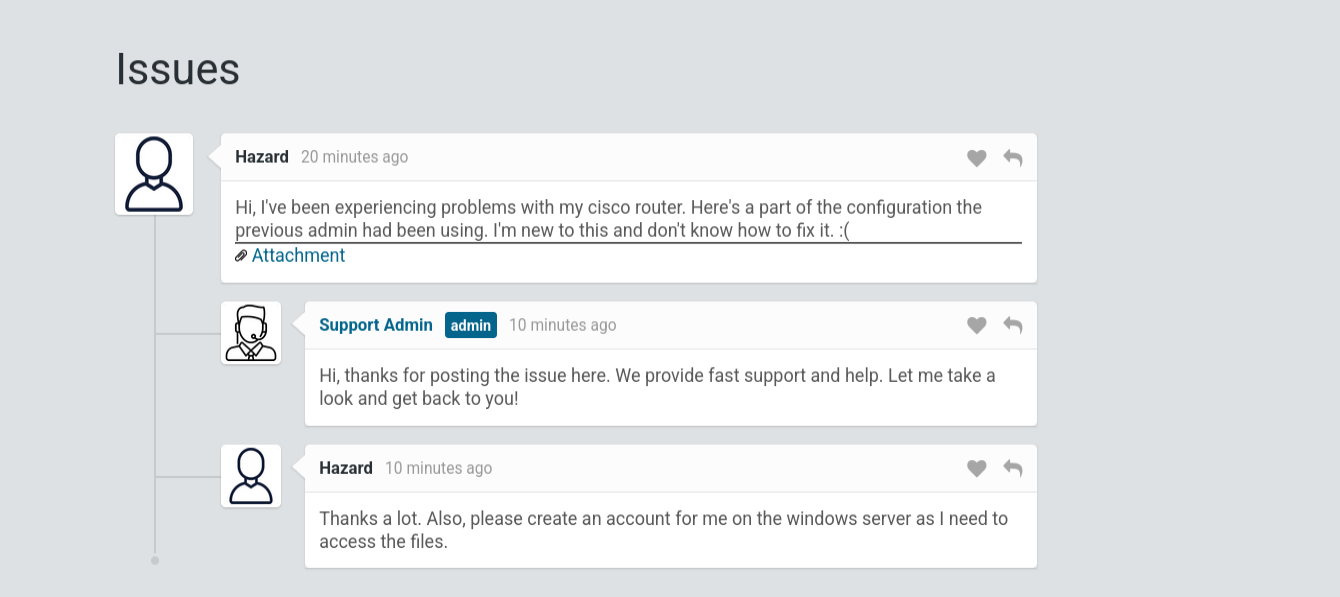 Issues
Hazard 20 minutes ago
Hi, I've been experiencing problems with my cisco router. Here's a part of the configuration the
previous admin had been using. I'm new to this and don't know how to fix it. :(
Attachment
Support Admin admin 10 minutes ago
Hi, thanks for posting the issue here. We provide fast support and help. Let me take a
look and get back to you!
Hazard 10 minutes ago
Thanks a lot. Also, please create an account for me on the windows server as I need to
access the files.